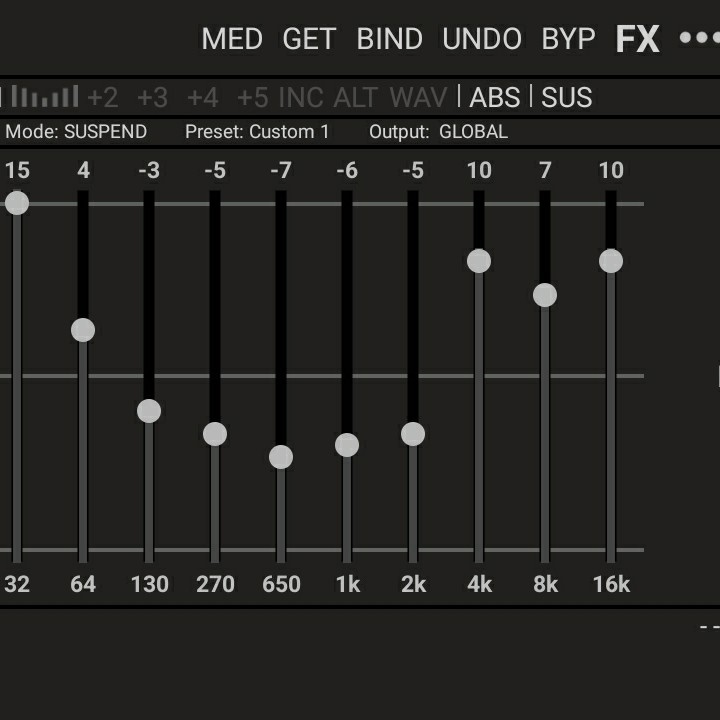 MED GET BIND UNDO BYP FX •••
+2 +3 +4 +5 INC ALT WAV | ABS | SUS
Mode: SUSPEND Preset: Custom 1 Output: GLOBAL
15 4 -3 -5 -7 -6 -5 10 7 10
32 64 130 270 650 1k 2k 4k 8k 16k
--